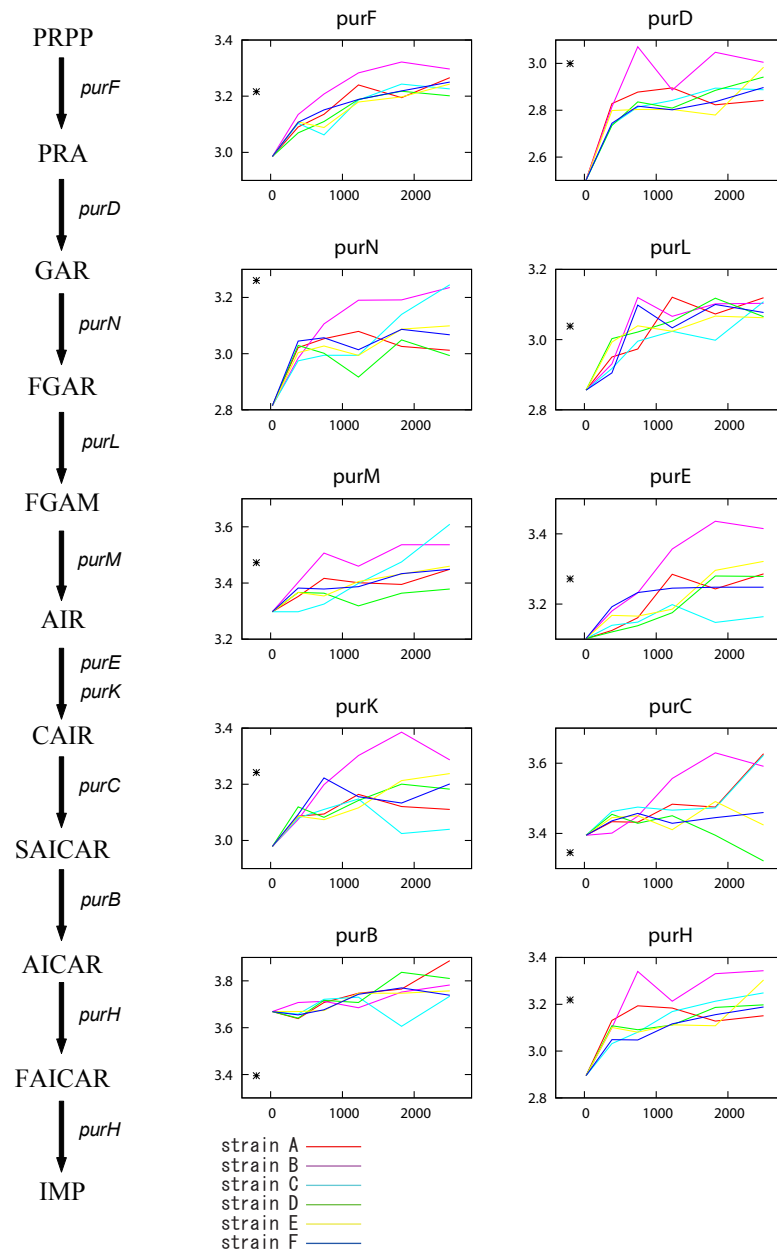 PRPP
purF
PRA
purD
GAR
purN
FGAR
purL
FGAM
purM
AIR
purE
purK
CAIR
purC
SAICAR
purB
AICAR
purH
FAICAR
purH
IMP
purF
3.4
3.2
3.0
0 1000 2000
purD
3.0
2.8
2.6
0 1000 2000
purN
3.2
3.0
2.8
0 1000 2000
purL
3.2
3.0
2.8
0 1000 2000
purM
3.6
3.4
3.2
0 1000 2000
purE
3.4
3.2
0 1000 2000
purK
3.4
3.2
3.0
0 1000 2000
purC
3.6
3.4
0 1000 2000
purB
3.8
3.6
3.4
0 1000 2000
purH
3.4
3.2
3.0
2.8
0 1000 2000
strain A
strain B
strain C
strain D
strain E
strain F